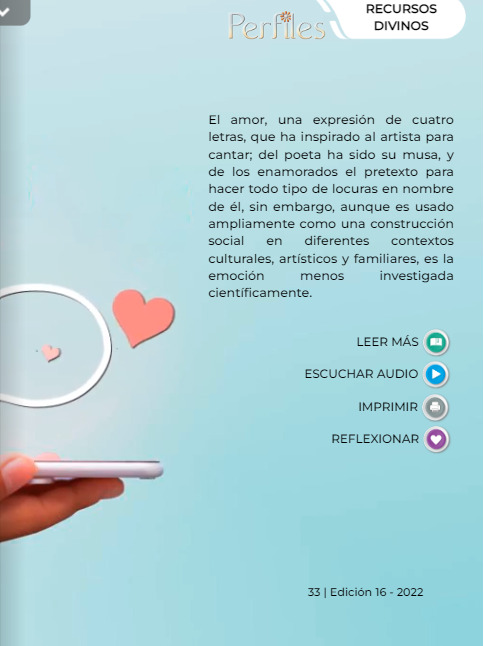 Perfiles
RECURSOS
DIVINOS
El amor, una expresión de cuatro
letras, que ha inspirado al artista para
cantar; del poeta ha sido su musa, y
de los enamorados el pretexto para
hacer todo tipo de locuras en nombre
de él, sin embargo, aunque es usado
ampliamente como una construcción
social en diferentes contextos
culturales, artísticos y familiares, es la
emoción menos investigada
científicamente.
LEER MÁS
ESCUCHAR AUDIO
IMPRIMIR
REFLEXIONAR
33 | Edición 16 - 2022